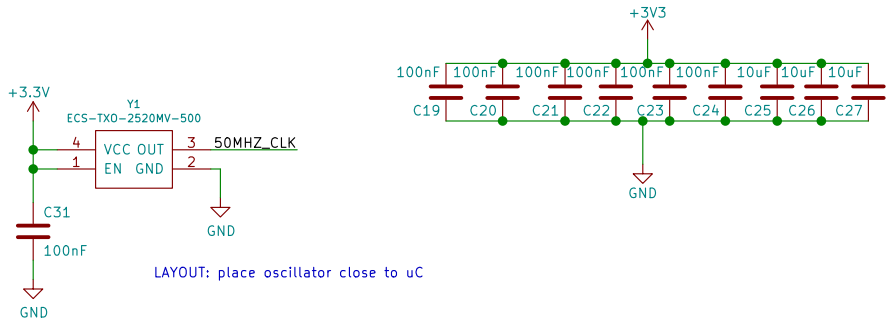 +3V3
100nF 100nF 100nF 100nF 100nF 100nF 10uF 10uF 10uF
C19 C20 C21 C22 C23 C24 C25 C26 C27
GND
+3.3V
Y1
ECS-TXO-2520MV-500
4 VCC OUT 3 50MHZ_CLK
1 EN GND 2
GND
C31
100nF
GND
LAYOUT: place oscillator close to uC